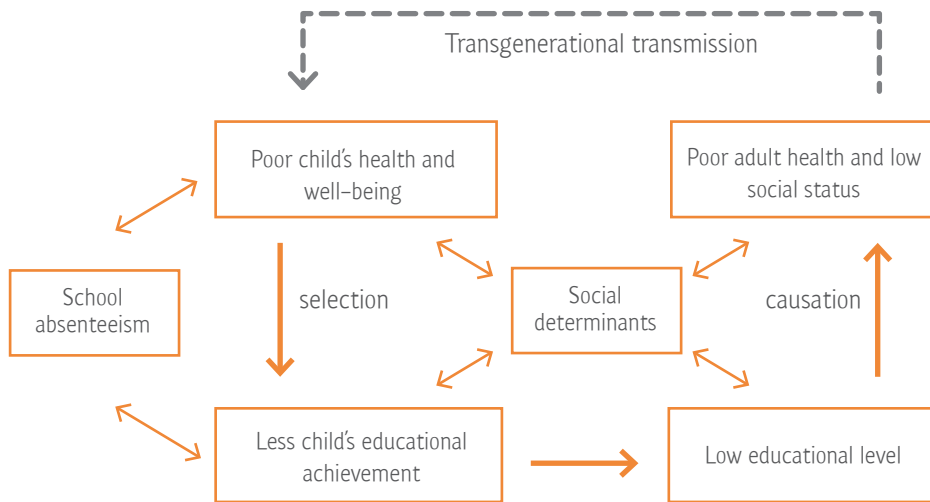 Transgenerational transmission
Poor child's health and
well–being
Poor adult health and low
social status
School
absenteeism
selection
Social
determinants
causation
Less child's educational
achievement
Low educational level